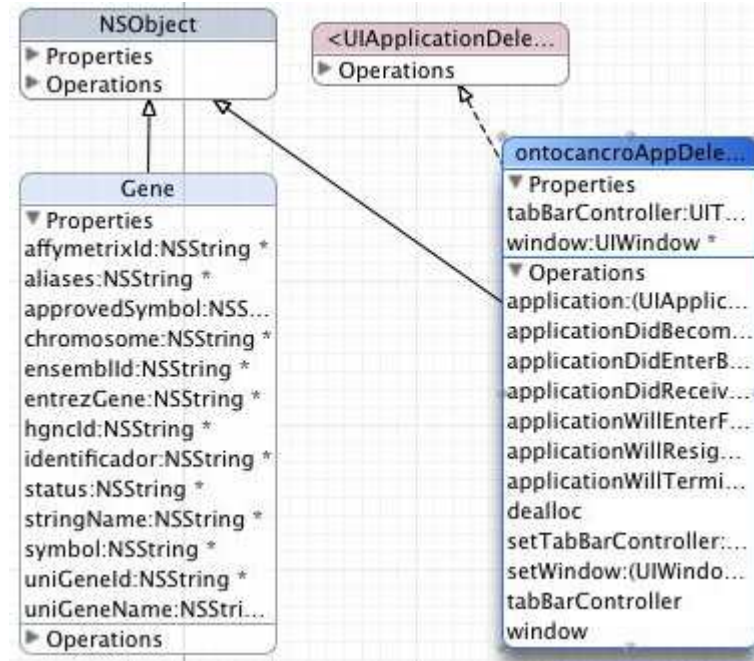 NSObject
Properties
Operations
<UIApplicationDele...
Operations
Gene
Properties
affymetrixId:NSString *
aliases:NSString *
approvedSymbol:NSS...
chromosome:NSString *
ensemblId:NSString *
entrezGene:NSString *
hgncId:NSString *
identificador:NSString *
status:NSString *
stringName:NSString *
symbol:NSString *
uniGeneId:NSString *
uniGeneName:NSStri...
Operations
ontocancroAppDele...
Properties
tabBarController:UIT...
window:UIWindow *
Operations
application:(UIApplic...
applicationDidBecom...
applicationDidEnterB...
applicationDidReceiv...
applicationWillEnterF...
applicationWillResig...
applicationWillTermi...
dealloc
setTabBarController:...
setWindow:(UIWindo...
tabBarController
window